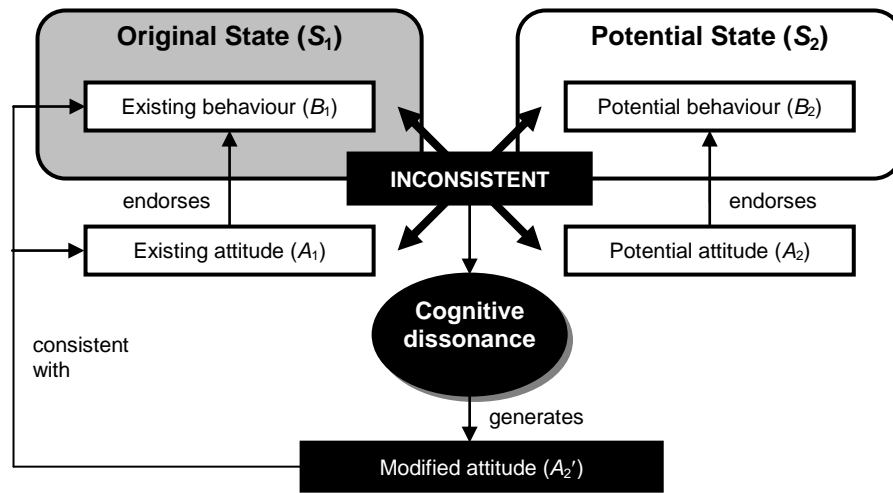 Original State (S₁)
Potential State (S₂)
Existing behaviour (B₁)
Potential behaviour (B₂)
INCONSISTENT
endorses
endorses
Existing attitude (A₁)
Potential attitude (A₂)
Cognitive
dissonance
consistent
with
generates
Modified attitude (A₂′)